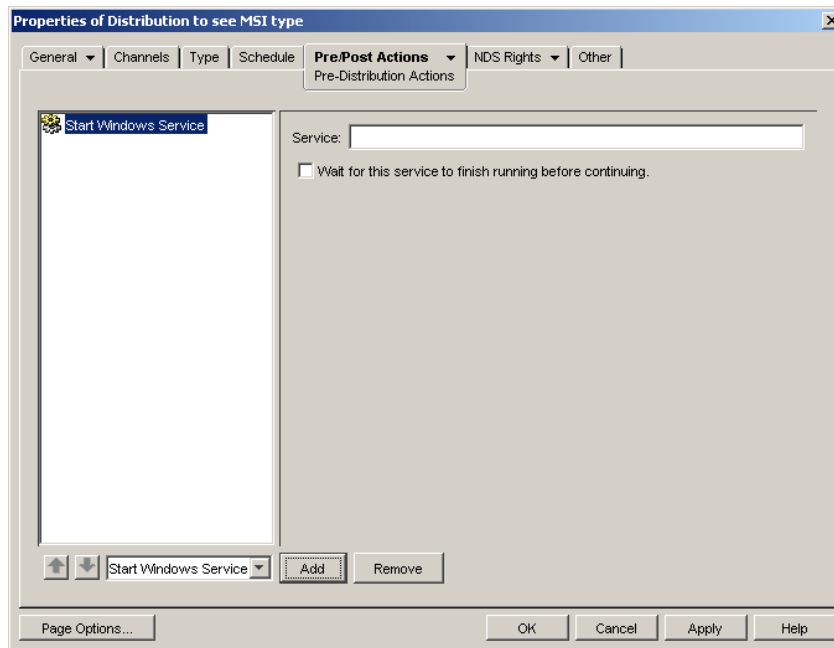 Properties of Distribution to see MSI type
General Channels Type Schedule Pre/Post Actions NDS Rights Other
Pre-Distribution Actions
Start Windows Service
Service:
Wait for this service to finish running before continuing.
Start Windows Service Add Remove
Page Options... OK Cancel Apply Help